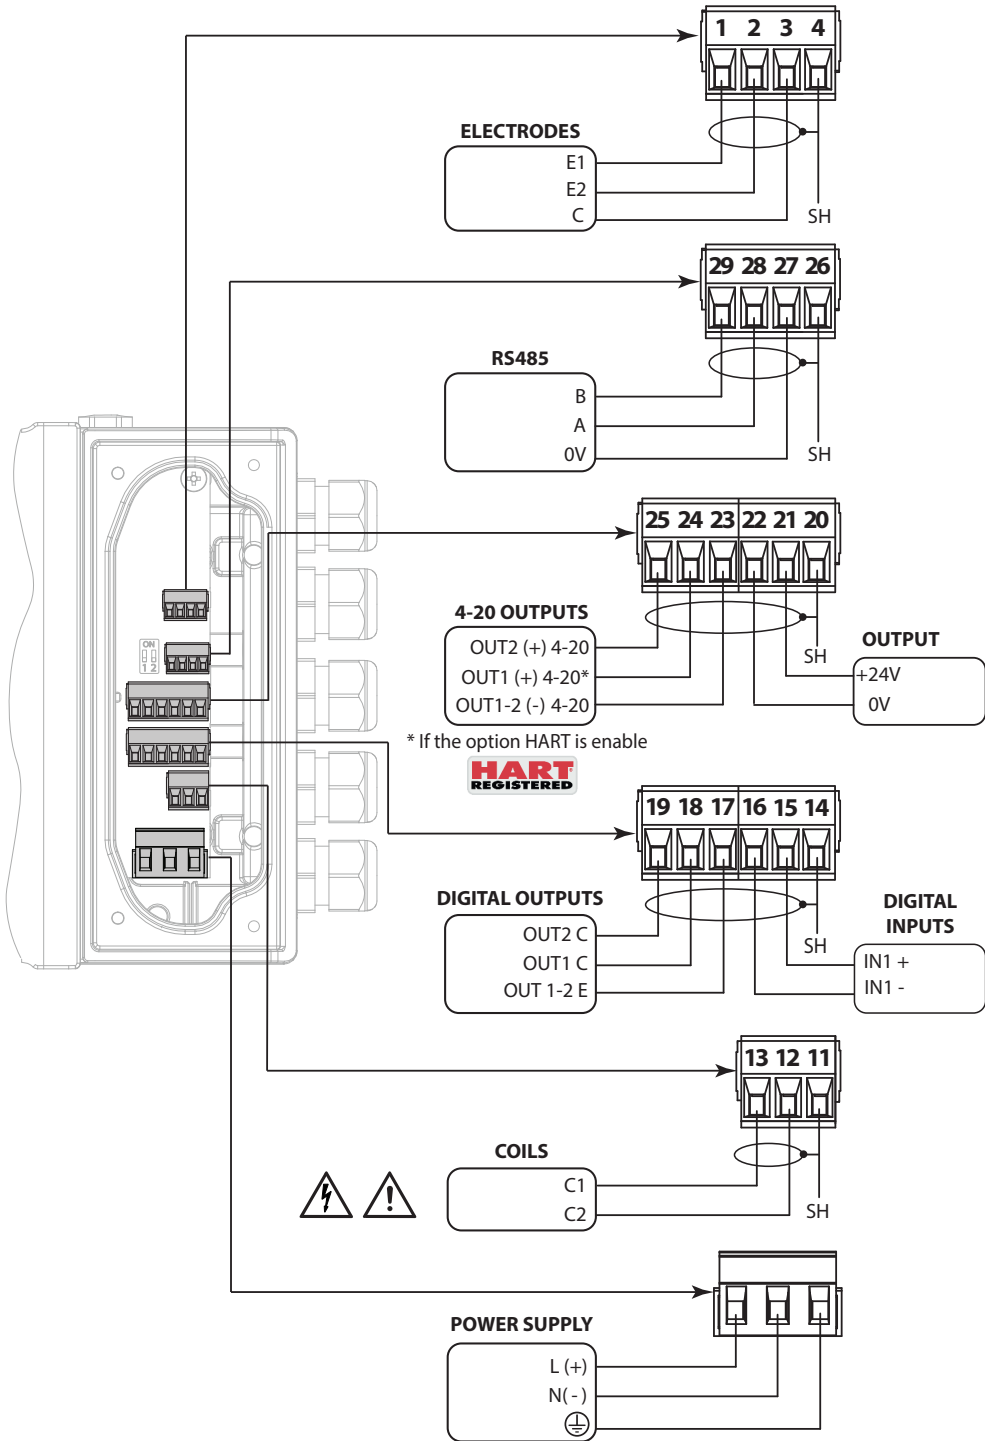 1 2 3 4
ELECTRODES
E1
E2
C
SH
29 28 27 26
RS485
B
A
0V
SH
ON
1 2
25 24 23 22 21 20
4-20 OUTPUTS
OUT2 (+) 4-20
OUT1 (+) 4-20*
OUT1-2 (-) 4-20
SH
OUTPUT
+24V
0V
* If the option HART is enable
HART
REGISTERED
19 18 17 16 15 14
DIGITAL OUTPUTS
OUT2 C
OUT1 C
OUT 1-2 E
SH
DIGITAL
INPUTS
IN1 +
IN1 -
13 12 11
COILS
C1
C2
SH
POWER SUPPLY
L (+)
N( - )